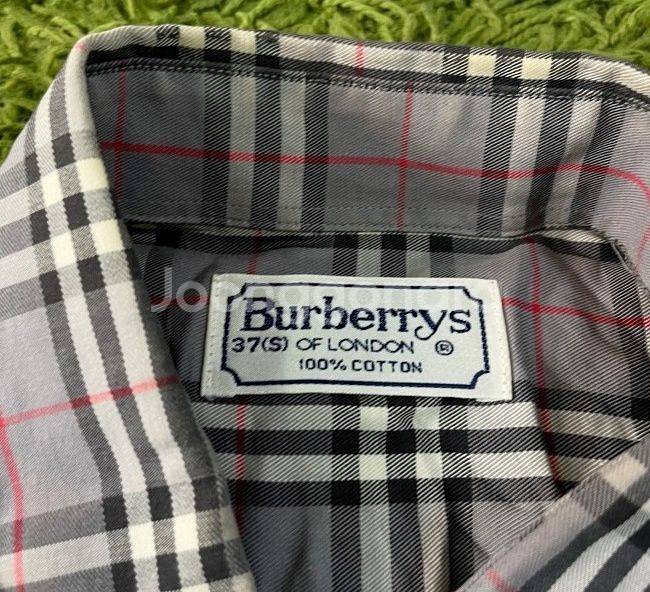 Burberrys
37(S) OF LONDON ®
100% COTTON